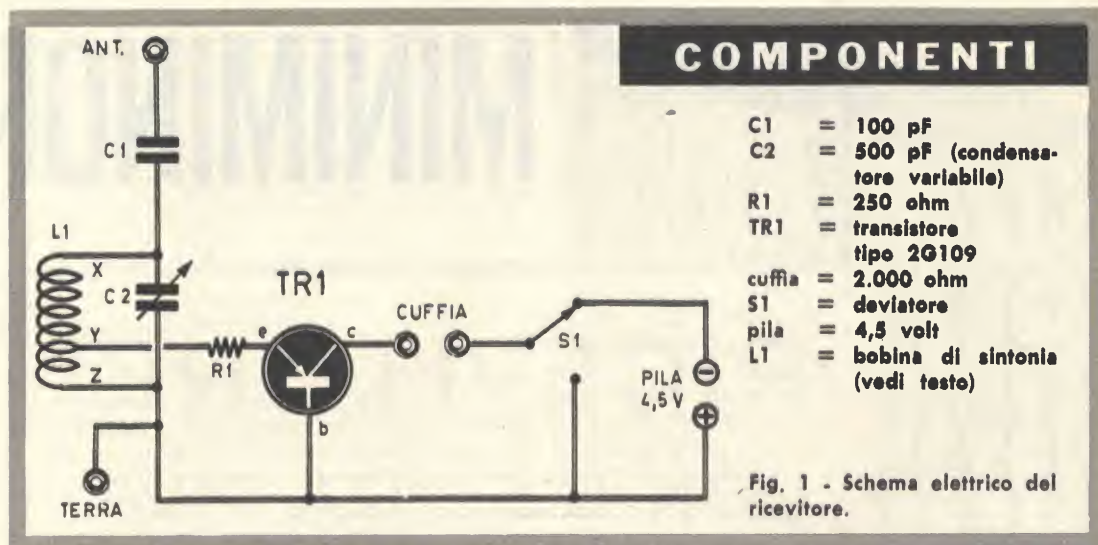 COMPONENTI
ANT.
C1
L1
X
C2
Y
Z
R1
TR1
e
c
b
CUFFIA
S1
PILA
4,5 V
TERRA
C1 = 100 pF
C2 = 500 pF (condensa-
tore variabile)
R1 = 250 ohm
TR1 = transistore
tipo 2G109
cuffia = 2.000 ohm
S1 = deviatore
pila = 4,5 volt
L1 = bobina di sintonia
(vedi testo)
Fig. 1 - Schema elettrico del
ricevitore.